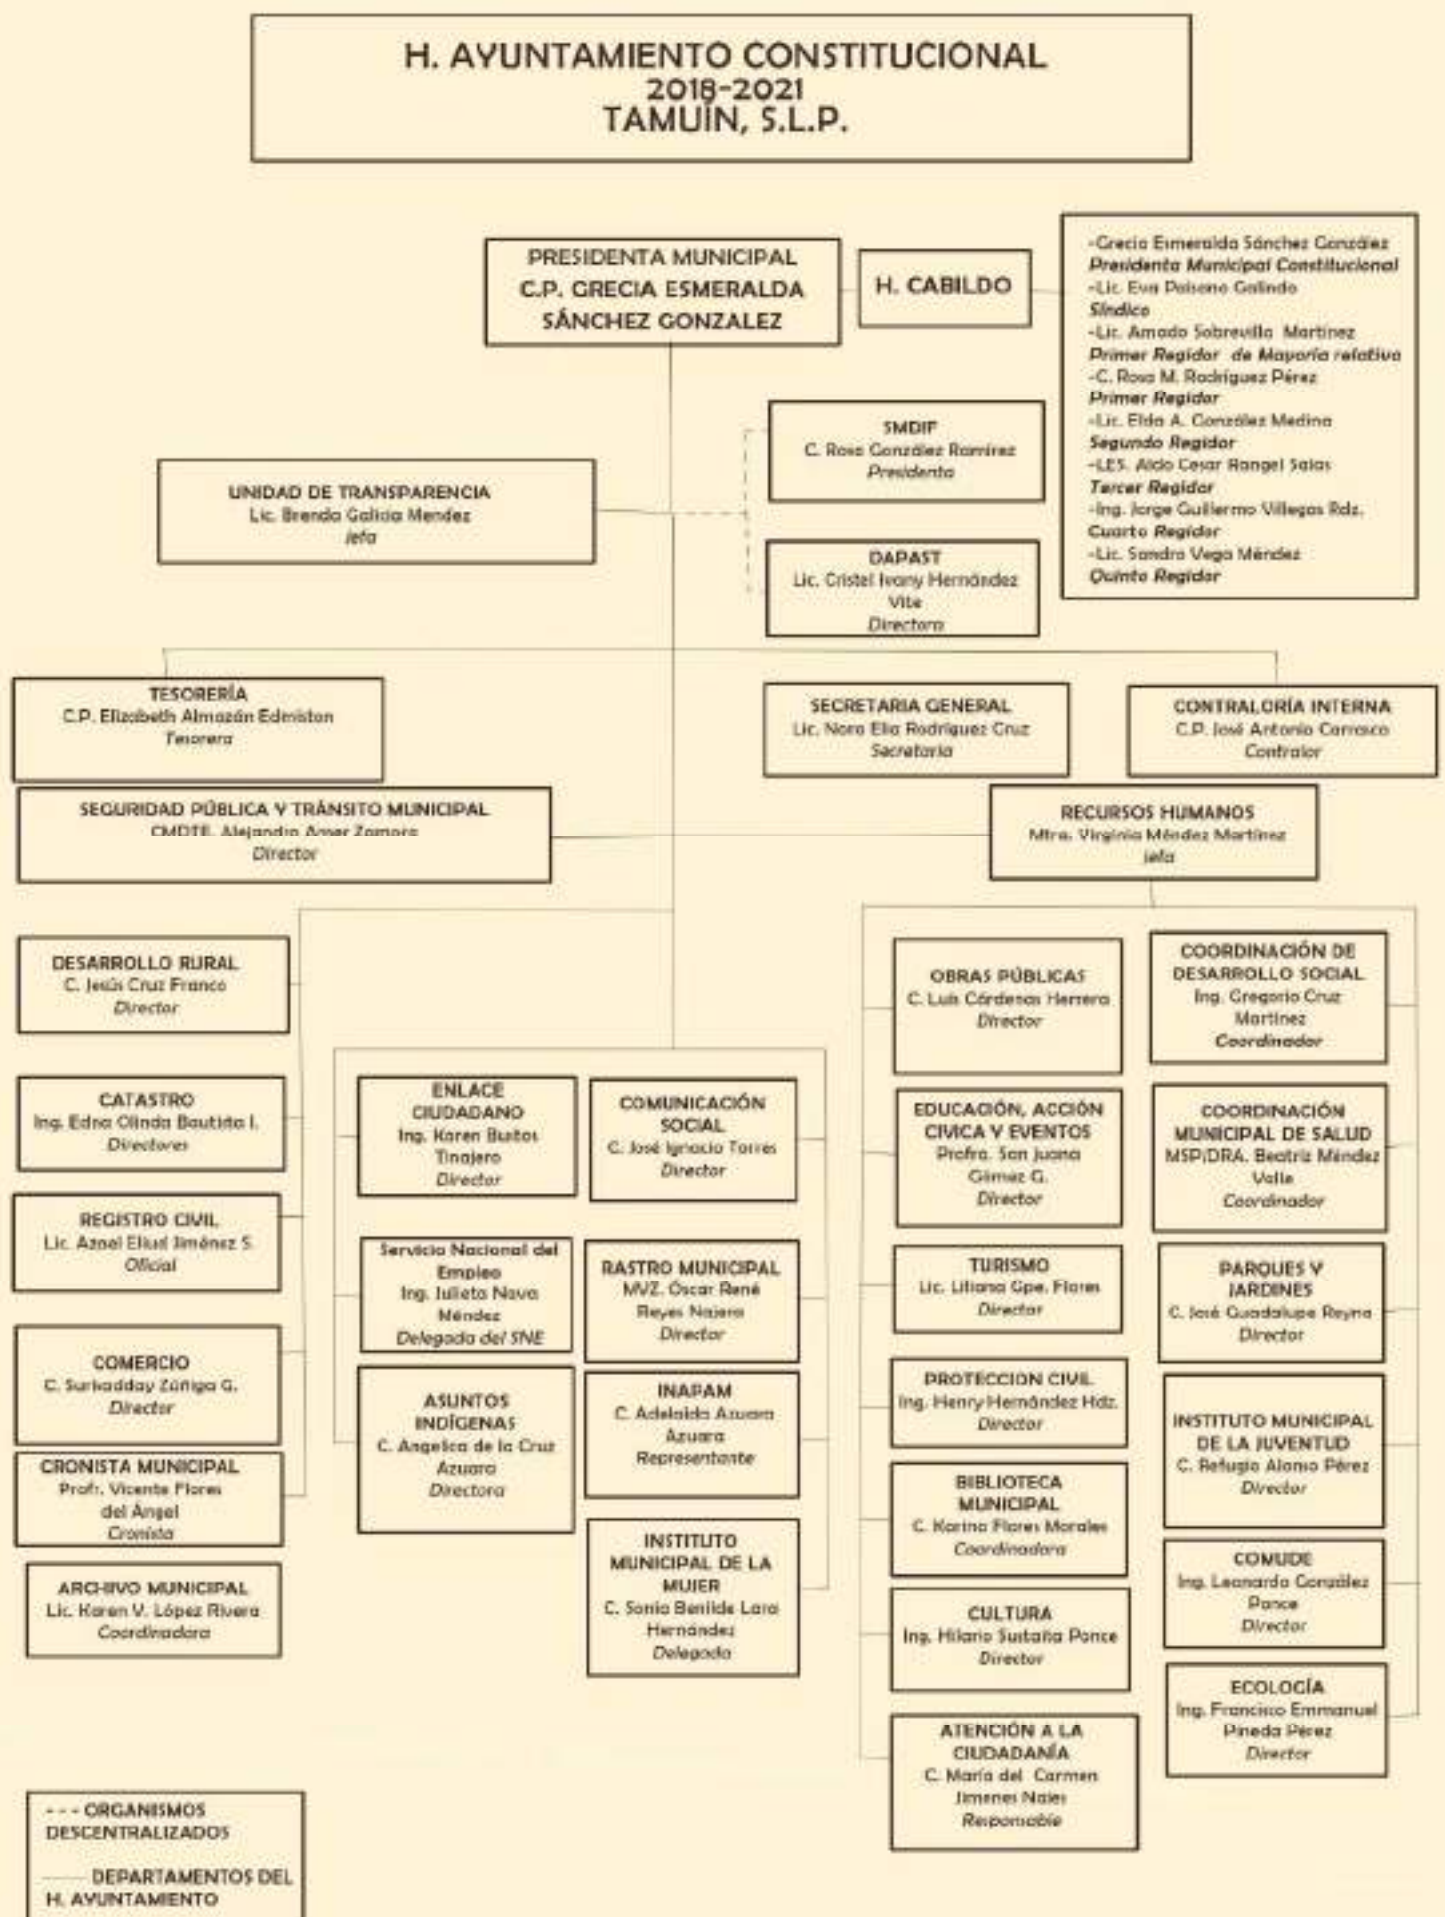 H. AYUNTAMIENTO CONSTITUCIONAL
2018-2021
TAMUÍN, S.L.P.
PRESIDENTA MUNICIPAL
C.P. GRECIA ESMERALDA
SÁNCHEZ GONZALEZ
H. CABILDO
-Grecia Esmeralda Sánchez González
Presidenta Municipal Constitucional
-Lic. Eva Paisano Galindo
Síndico
-Lic. Amado Sobrevilla Martínez
Primer Regidor de Mayoría relativa
-C. Rosa M. Rodríguez Pérez
Primer Regidor
-Lic. Elda A. González Medina
Segundo Regidor
-LES. Aldo Cesar Rangel Salas
Tercer Regidor
-Ing. Jorge Guillermo Villegas Rdz.
Cuarto Regidor
-Lic. Sandra Vega Méndez
Quinto Regidor
SMDIF
C. Rosa González Ramírez
Presidenta
UNIDAD DE TRANSPARENCIA
Lic. Brenda Galicia Mendez
Jefa
DAPAST
Lic. Cristel Ivany Hernández
Vite
Directora
TESORERÍA
C.P. Elizabeth Almazán Edmiston
Tesorera
SECRETARIA GENERAL
Lic. Nora Elia Rodríguez Cruz
Secretaria
CONTRALORÍA INTERNA
C.P. José Antonio Carrasco
Contralor
SEGURIDAD PÚBLICA Y TRÁNSITO MUNICIPAL
CMDTE. Alejandro Zamora
Director
RECURSOS HUMANOS
Mtra. Virginia Méndez Martínez
Jefa
DESARROLLO RURAL
C. Jesús Cruz Franco
Director
CATASTRO
Ing. Edna Olinda Bautista I.
Directores
REGISTRO CIVIL
Lic. Azael Eliud Jiménez S.
Oficial
COMERCIO
C. Surisadday Zúñiga G.
Director
CRONISTA MUNICIPAL
Profr. Vicente Flores
del Ángel
Cronista
ARCHIVO MUNICIPAL
Lic. Karen V. López Rivera
Coordinadora
ENLACE
CIUDADANO
Ing. Karen Bustos
Tinajero
Director
COMUNICACIÓN
SOCIAL
C. José Ignacio Torres
Director
Servicio Nacional del
Empleo
Ing. Julieta Nava
Méndez
Delegada del SNE
RASTRO MUNICIPAL
MVZ. Óscar René
Reyes Najera
Director
ASUNTOS
INDÍGENAS
C. Angelica de la Cruz
Azuara
Directora
INAPAM
C. Adelaida Azuara
Azuara
Representante
INSTITUTO
MUNICIPAL DE LA
MUJER
C. Sonia Benilde Lara
Hernández
Delegada
OBRAS PÚBLICAS
C. Luis Cárdenas Herrera
Director
COORDINACIÓN DE
DESARROLLO SOCIAL
Ing. Gregorio Cruz
Martínez
Coordinador
EDUCACIÓN, ACCIÓN
CIVICA Y EVENTOS
Profra. San Juana
Gómez G.
Director
COORDINACIÓN
MUNICIPAL DE SALUD
MSP/DRA. Beatriz Méndez
Valle
Coordinador
TURISMO
Lic. Liliana Gpe. Flores
Director
PARQUES Y
JARDINES
C. José Guadalupe Reyna
Director
PROTECCION CIVIL
Ing. Henry Hernández Hdz.
Director
INSTITUTO MUNICIPAL
DE LA JUVENTUD
C. Refugio Alonso Pérez
Director
BIBLIOTECA
MUNICIPAL
C. Karina Flores Morales
Coordinadora
COMUDE
Ing. Leonardo González
Ponce
Director
CULTURA
Ing. Hilario Sustaita Ponce
Director
ECOLOGÍA
Ing. Francisco Emmanuel
Pineda Pérez
Director
ATENCIÓN A LA
CIUDADANÍA
C. María del Carmen
Jimenes
Responsable
--- ORGANISMOS
DESCENTRALIZADOS
—— DEPARTAMENTOS DEL
H. AYUNTAMIENTO